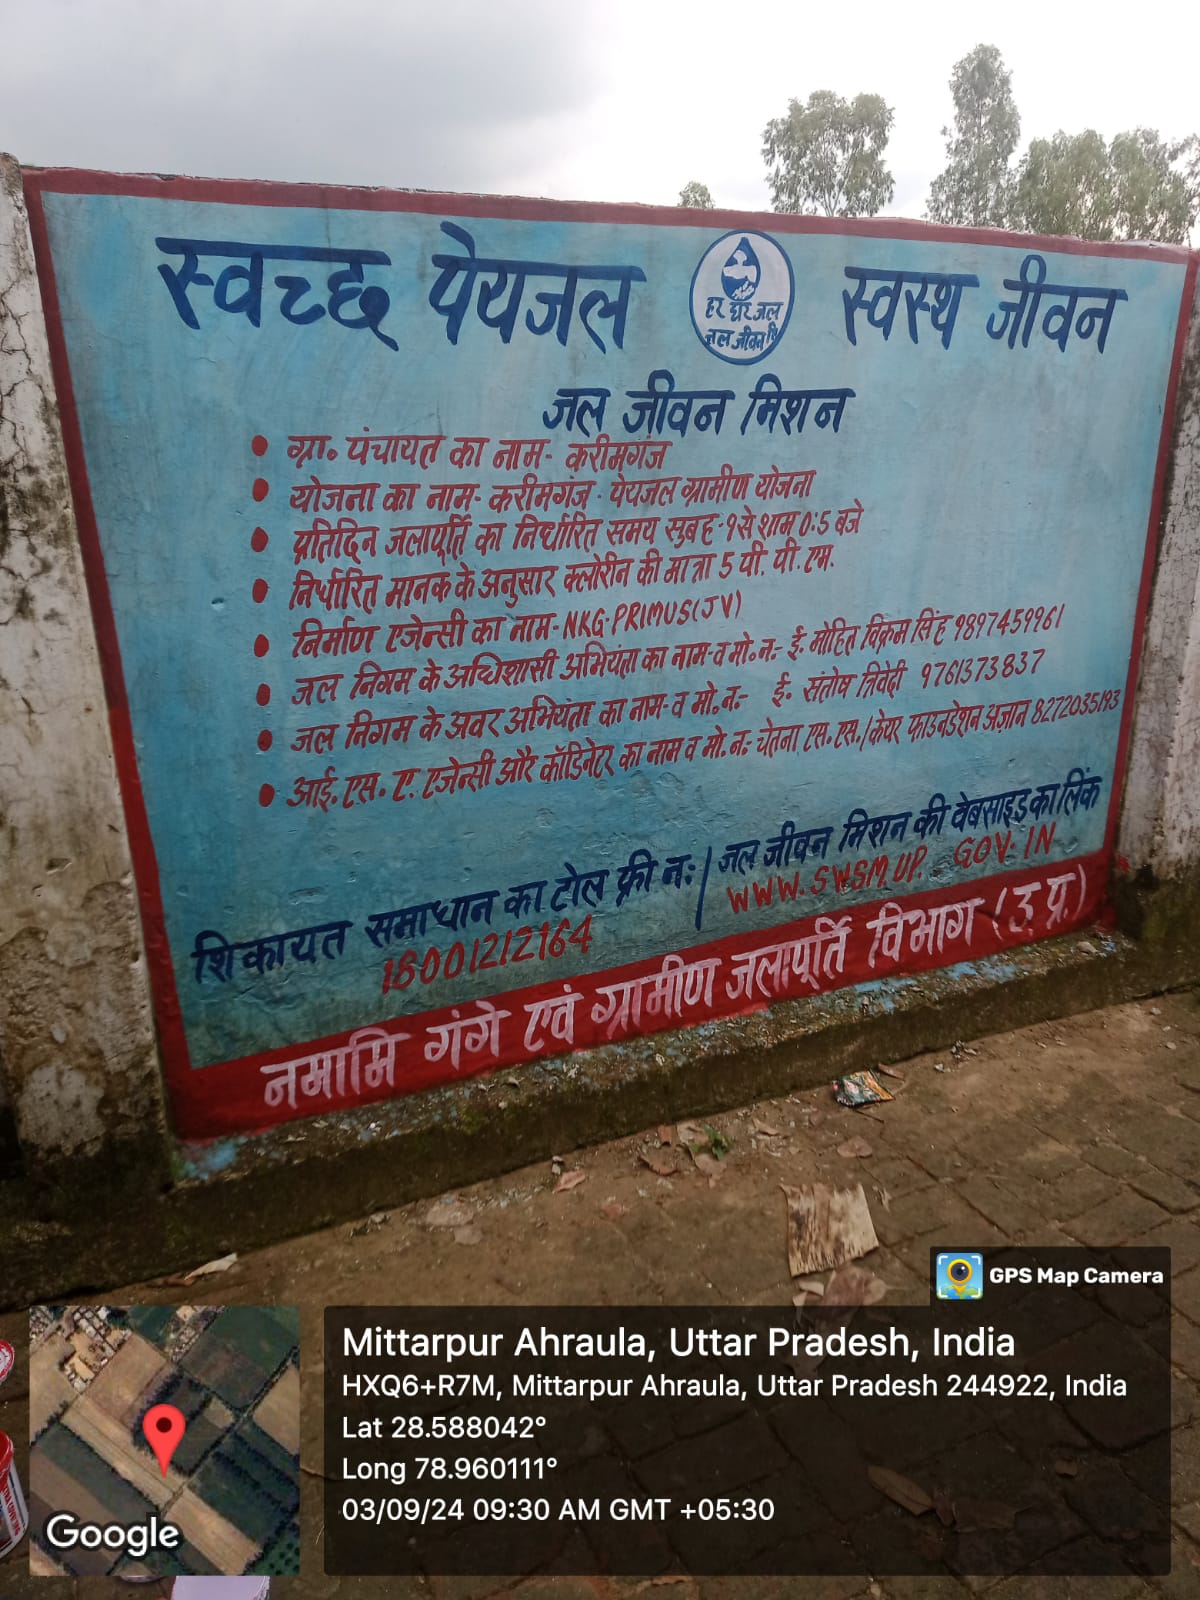 स्वच्छ पेयजल
हर घर जल
जल जीवन मि
स्वस्थ जीवन
जल जीवन मिशन
• ग्रा. पंचायत का नाम- करीमगंज
• योजना का नाम- करीमगंज - पेयजल ग्रामीण योजना
• प्रतिदिन जलापूर्ति का निर्धारित समय सुबह-9 से शाम 0:5 बजे
• निर्धारित मानक के अनुसार क्लोरीन की मात्रा 5 पी. पी. एम.
• निर्माण एजेन्सी का नाम- NKG-PRIMUS(JV)
• जल निगम के अधिशासी अभियंता का नाम-व मो.न:- ई. मोहित विक्रम सिंह 9897459961
• जल निगम के अवर अभियंता का नाम-व मो.न:- ई. संतोष त्रिवेदी 9761373837
• आई. एस. ए. एजेन्सी और कॉडिनेटर का नाम व मो. न:- चेतना एस. एस./केयर फाउनडेशन अज़ान 8272035193
शिकायत समाधान का टोल फ्री न: / जल जीवन मिशन की वेबसाइड का लिंक
18001212164 WWW.SWSM.UP. GOV.IN
नमामि गंगे एवं ग्रामीण जलापूर्ति विभाग (उ.प्र.)
GPS Map Camera
Mittarpur Ahraula, Uttar Pradesh, India
HXQ6+R7M, Mittarpur Ahraula, Uttar Pradesh 244922, India
Lat 28.588042°
Long 78.960111°
03/09/24 09:30 AM GMT +05:30
Google